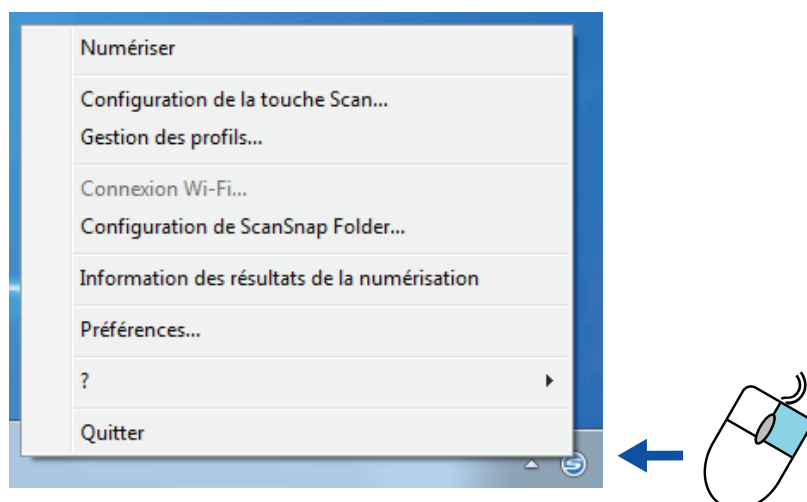 Numériser
Configuration de la touche Scan...
Gestion des profils...
Connexion Wi-Fi...
Configuration de ScanSnap Folder...
Information des résultats de la numérisation
Préférences...
?
Quitter